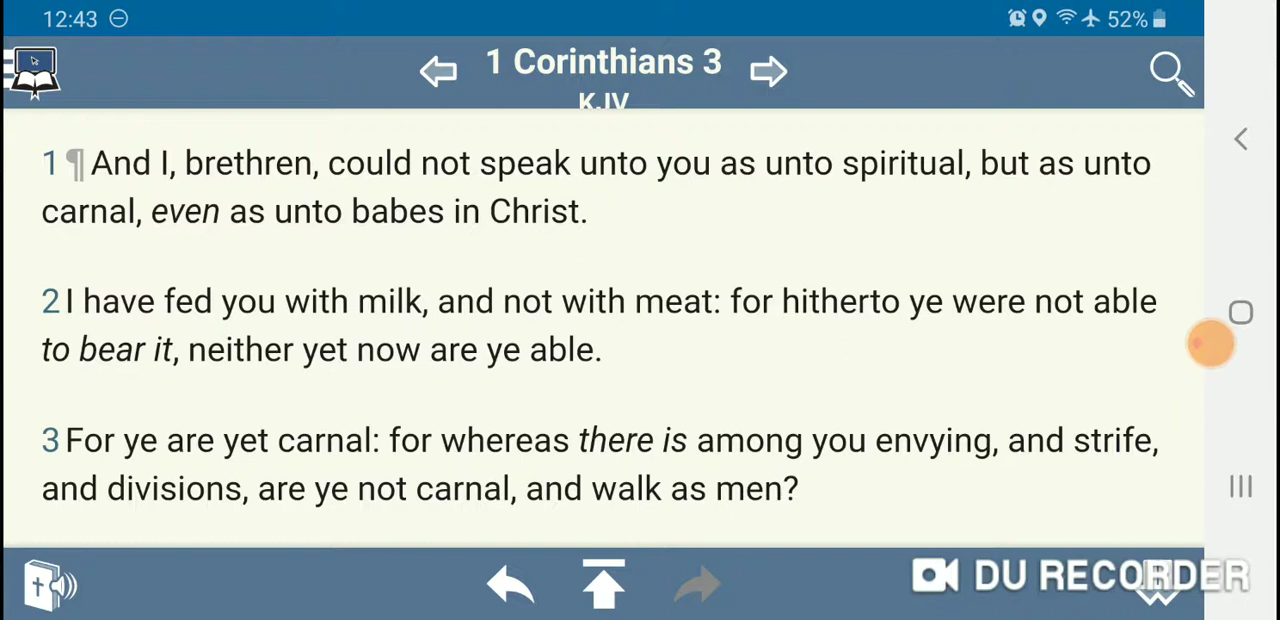 12:43
52%
1 Corinthians 3
KJV
1 ¶ And I, brethren, could not speak unto you as unto spiritual, but as unto
carnal, even as unto babes in Christ.
2 I have fed you with milk, and not with meat: for hitherto ye were not able
to bear it, neither yet now are ye able.
3 For ye are yet carnal: for whereas there is among you envying, and strife,
and divisions, are ye not carnal, and walk as men?
DU RECORDER